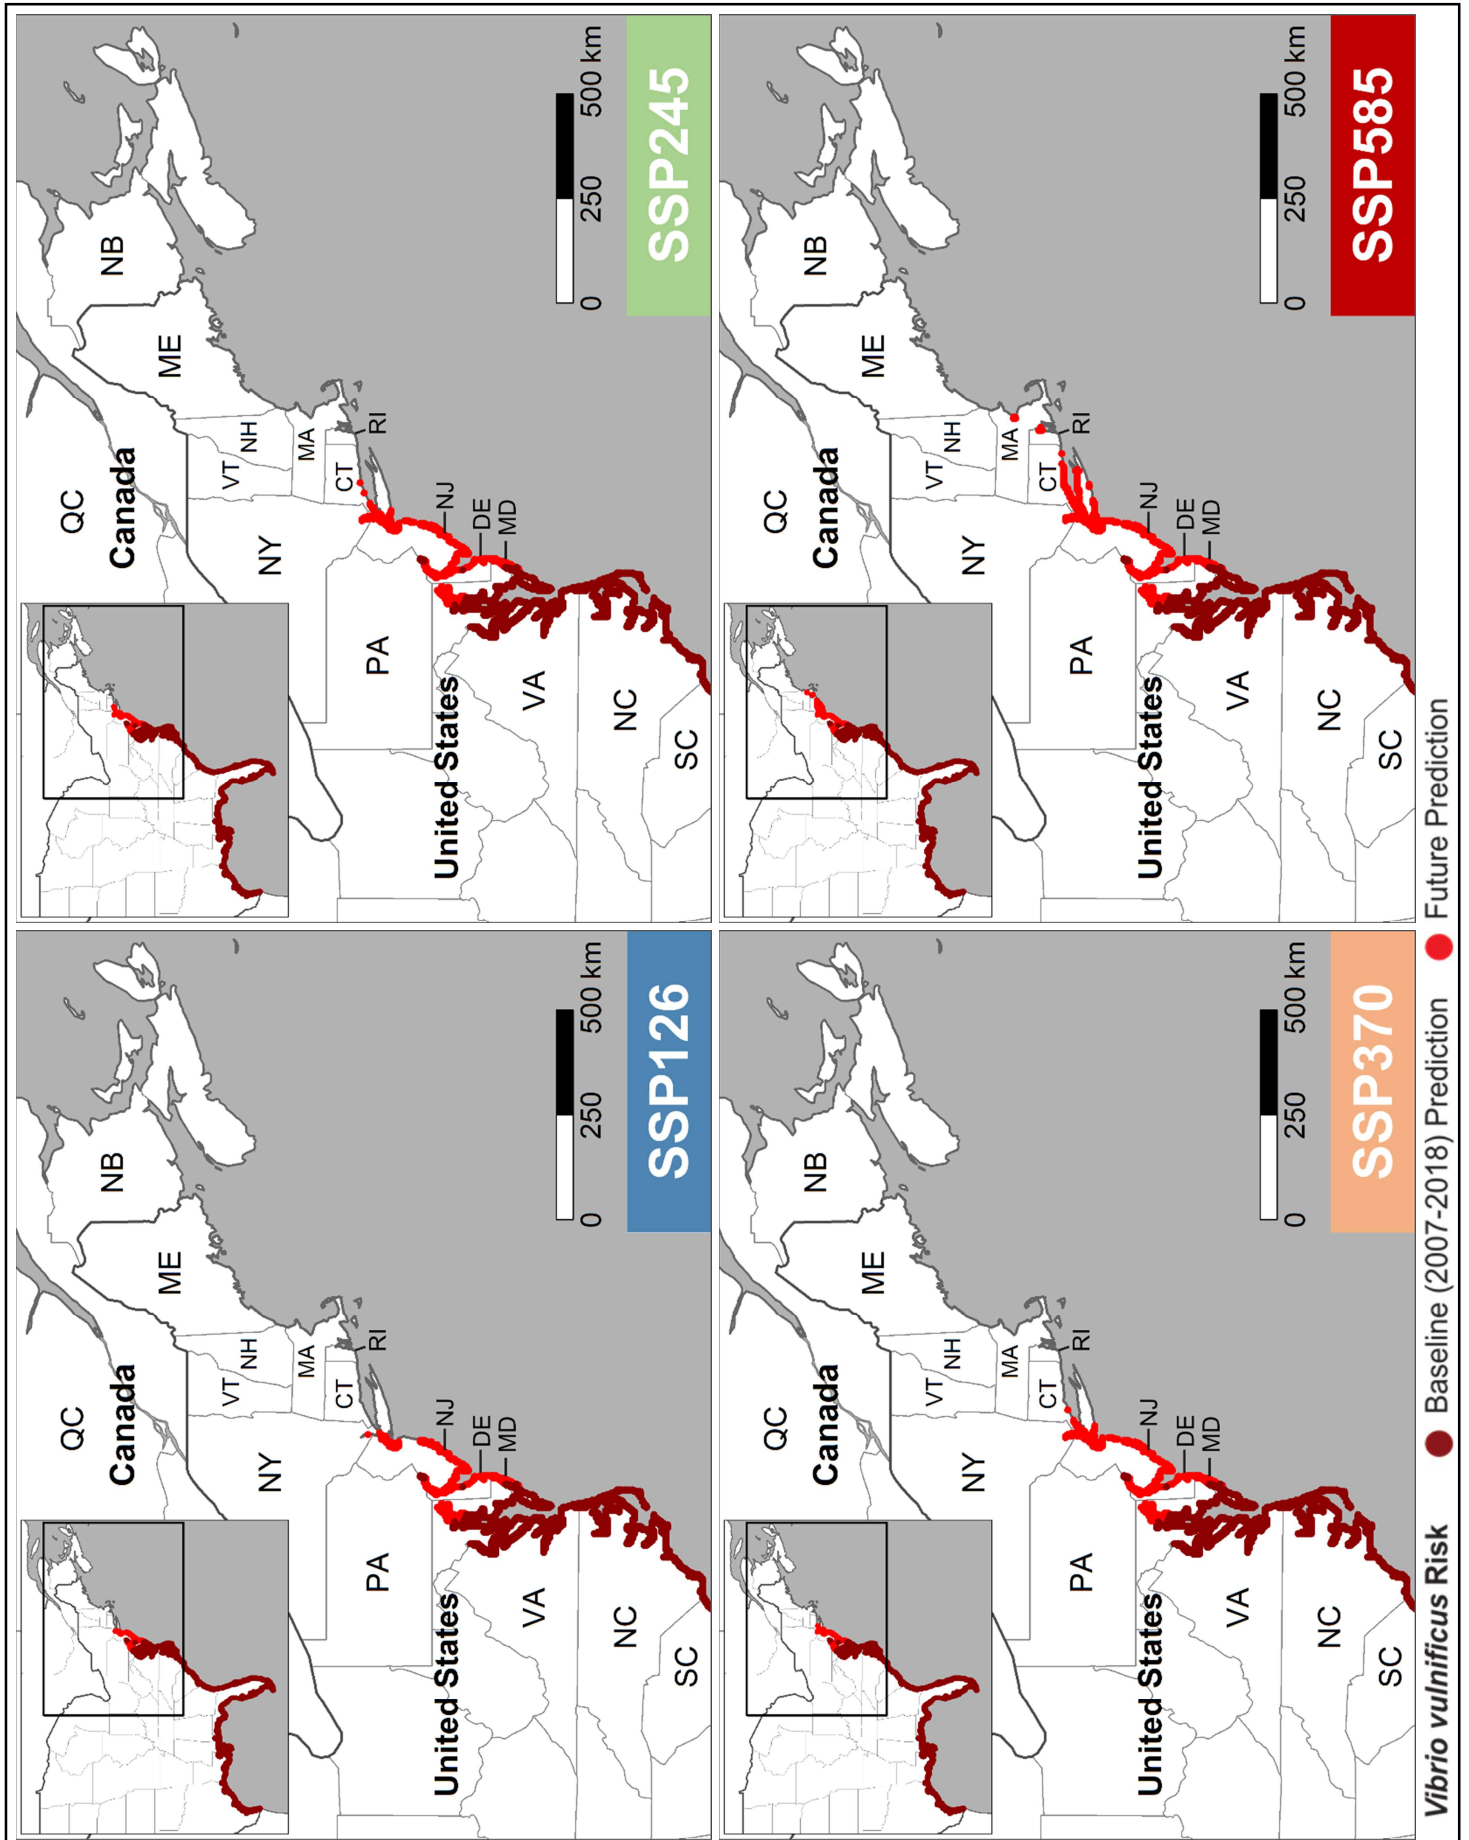 QC
Canada
NB
ME
VT
NH
NY
MA
CT
RI
PA
NJ
DE
MD
United States
VA
NC
SC
0 250 500 km
SSP126
QC
Canada
NB
ME
VT
NH
NY
MA
CT
RI
PA
NJ
DE
MD
United States
VA
NC
SC
0 250 500 km
SSP245
QC
Canada
NB
ME
VT
NH
NY
MA
CT
RI
PA
NJ
DE
MD
United States
VA
NC
SC
0 250 500 km
SSP370
QC
Canada
NB
ME
VT
NH
NY
MA
CT
RI
PA
NJ
DE
MD
United States
VA
NC
SC
0 250 500 km
SSP585
Vibrio vulnificus Risk Baseline (2007-2018) Prediction Future Prediction